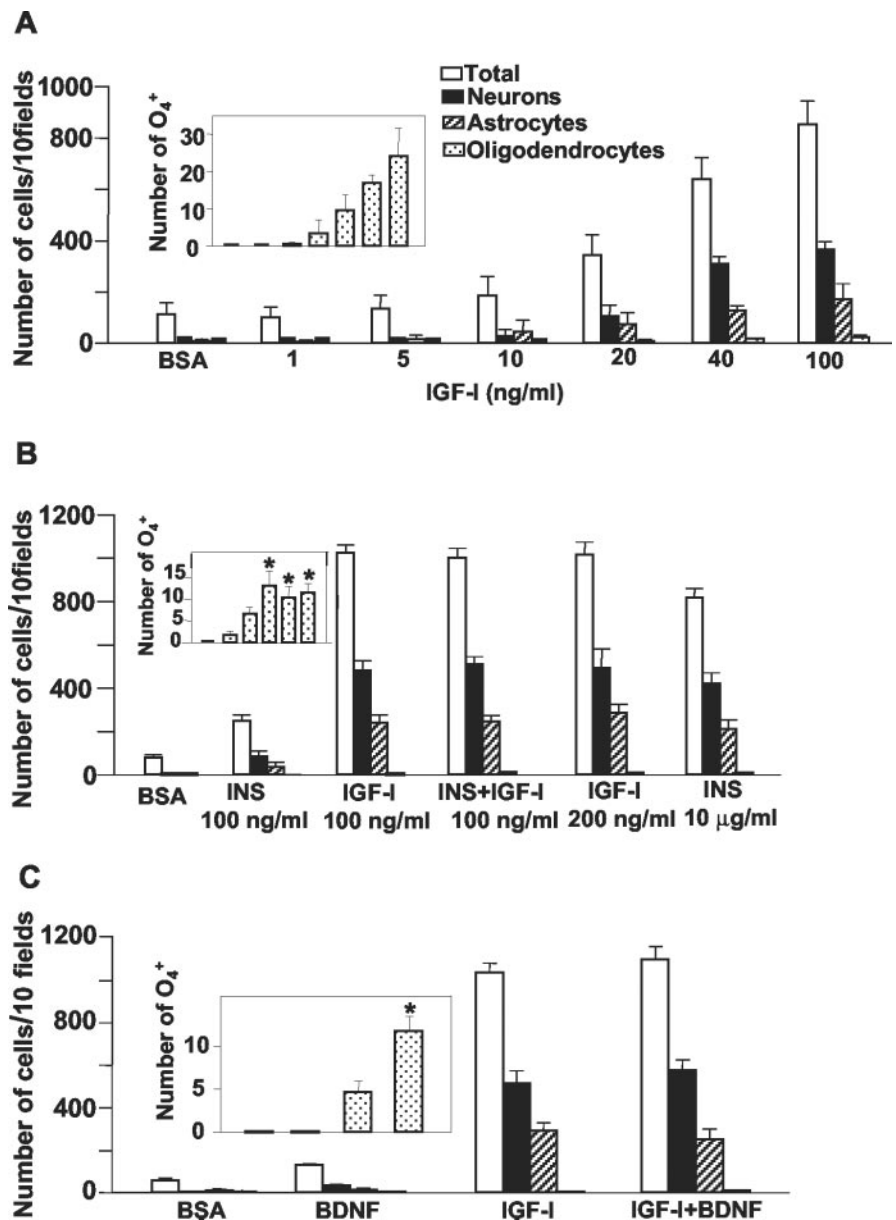 A
Total
Neurons
Astrocytes
Oligodendrocytes
Number of cells/10fields
1000
800
400
0
Number of O4+
30
20
10
0
BSA 1 5 10 20 40 100
IGF-I (ng/ml)
B
Number of cells/10fields
1200
800
400
0
Number of O4+
15
10
5
0
* * *
BSA INS IGF-I INS+IGF-I IGF-I INS
100 ng/ml 100 ng/ml 100 ng/ml 200 ng/ml 10 µg/ml
C
Number of cells/10 fields
1200
800
400
0
Number of O4+
10
5
0
*
BSA BDNF IGF-I IGF-I+BDNF